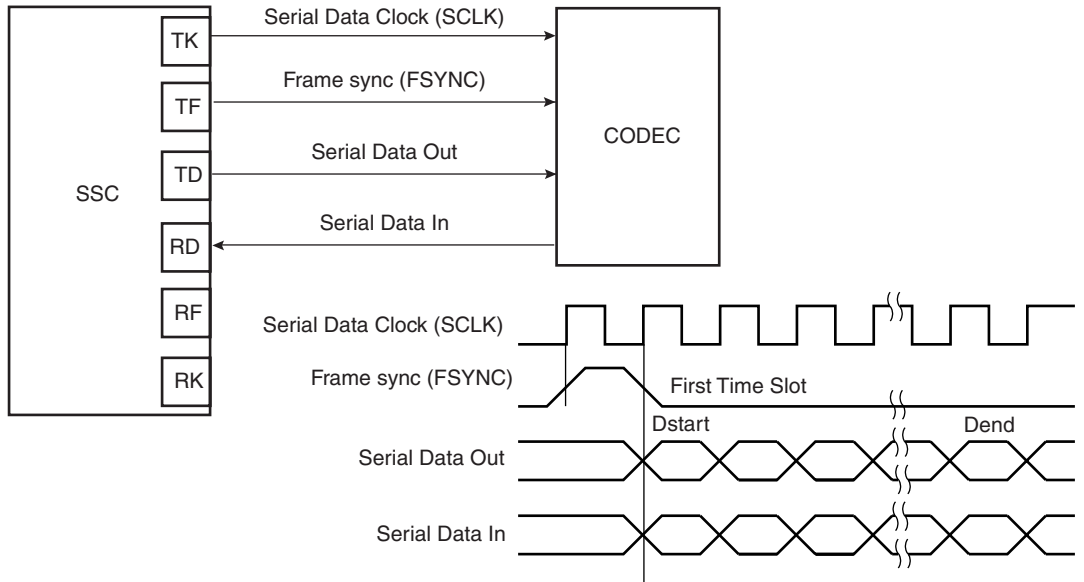 SSC
TK
TF
TD
RD
RF
RK
Serial Data Clock (SCLK)
Frame sync (FSYNC)
Serial Data Out
Serial Data In
CODEC
Serial Data Clock (SCLK)
Frame sync (FSYNC)
First Time Slot
Dstart
Dend
Serial Data Out
Serial Data In